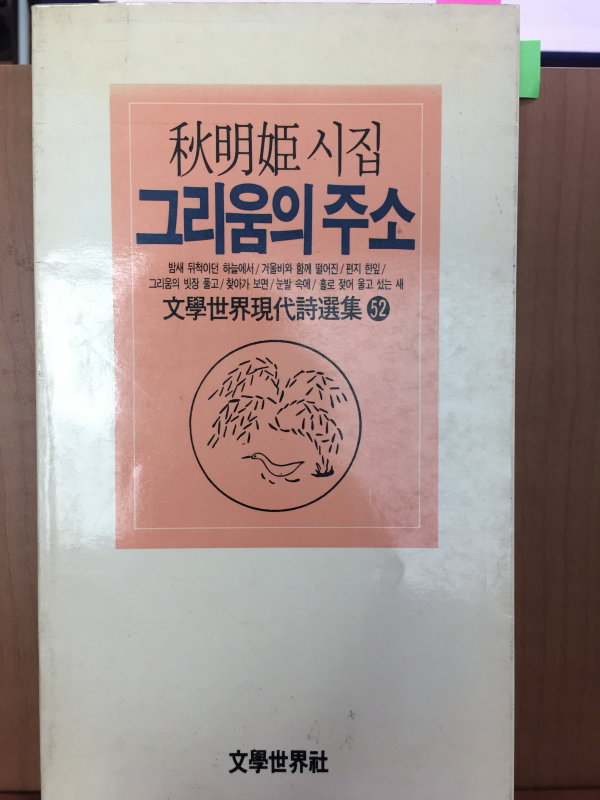 秋明姬 시집
그리움의 주소
밤새 뒤척이던 하늘에서/겨울비와 함께 떨어진/편지 한잎/
그리움의 빗장 풀고/찾아가 보면/눈발 속에/홀로 젖어 울고 섰는 새
文學世界現代詩選集 52
文學世界社